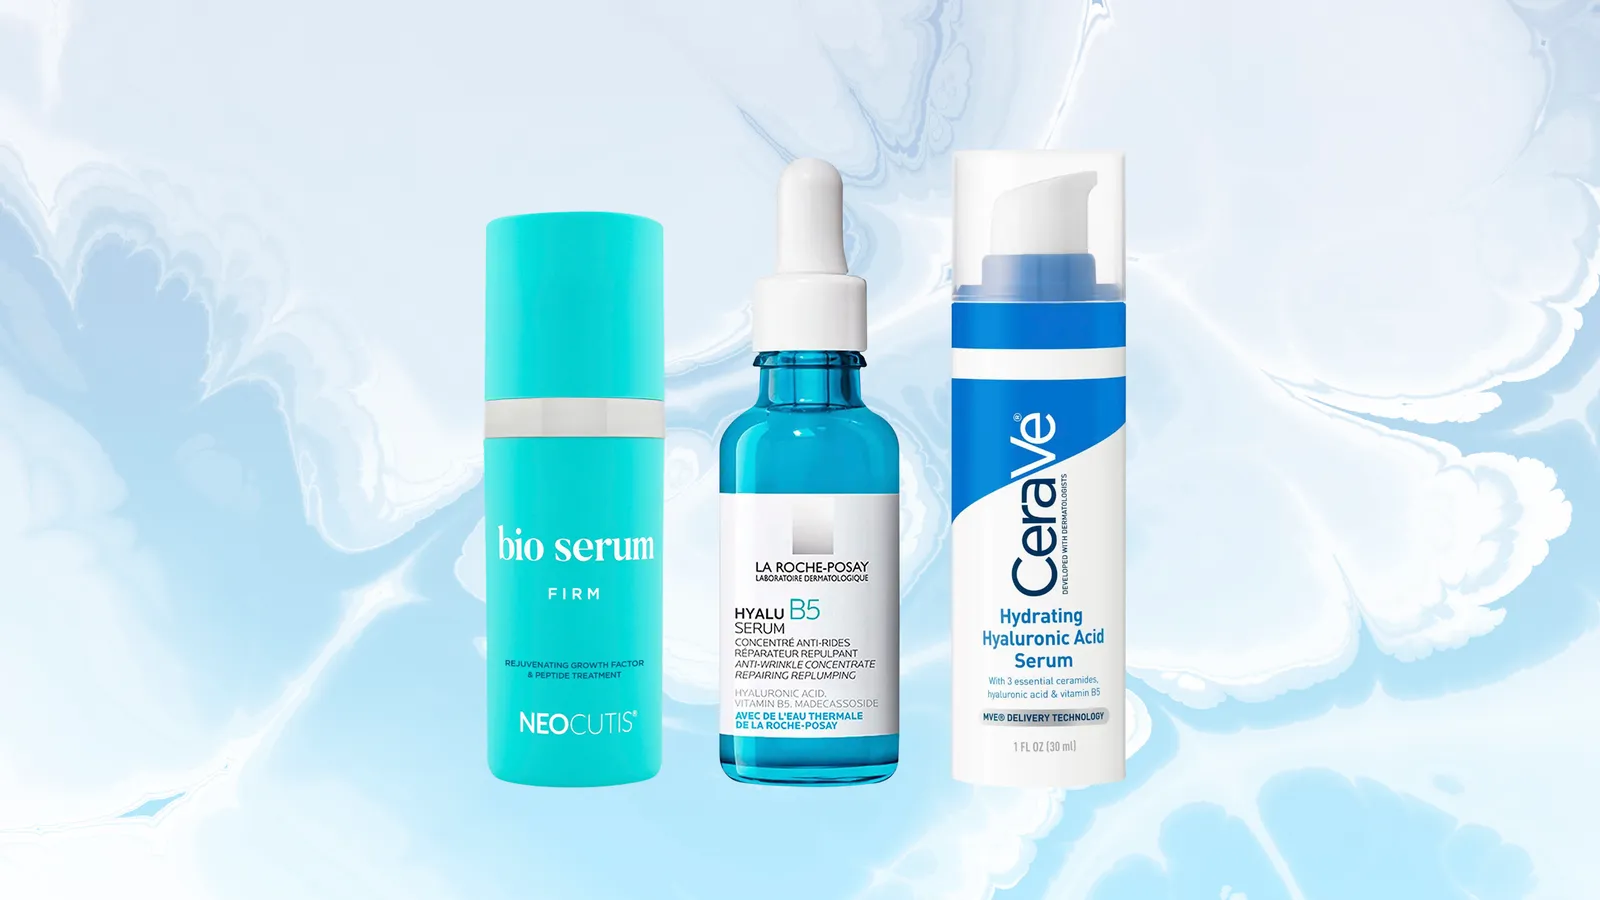 bio serum
FIRM
REJUVENATING GROWTH FACTOR
& PEPTIDE TREATMENT
NEOCUTIS®
LA ROCHE-POSAY
LABORATOIRE DERMATOLOGIQUE
HYALU B5
SERUM
CONCENTRÉ ANTI-RIDES
RÉPARATEUR REPULPANT
ANTI-WRINKLE CONCENTRATE
REPAIRING REPLUMPING
HYALURONIC ACID.
VITAMIN B5. MADECASSOSIDE
AVEC DE L'EAU THERMALE
DE LA ROCHE-POSAY
CeraVe®
DEVELOPED WITH DERMATOLOGISTS
Hydrating
Hyaluronic Acid
Serum
With 3 essential ceramides,
hyaluronic acid & vitamin B5
MVE® DELIVERY TECHNOLOGY
1 FL OZ (30 ml)